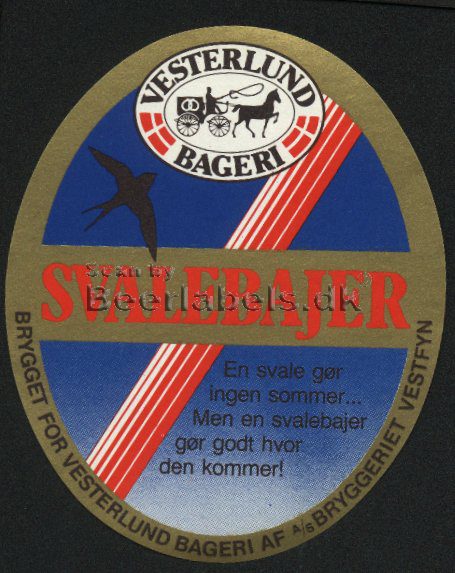 VESTERLUND
BAGERI
SVALEBAJER
Scan by
Beerlabels.dk
En svale gør
ingen sommer...
Men en svalebajer
gør godt hvor
den kommer!
BRYGGET FOR VESTERLUND BAGERI AF A/S BRYGGERIET VESTFYN